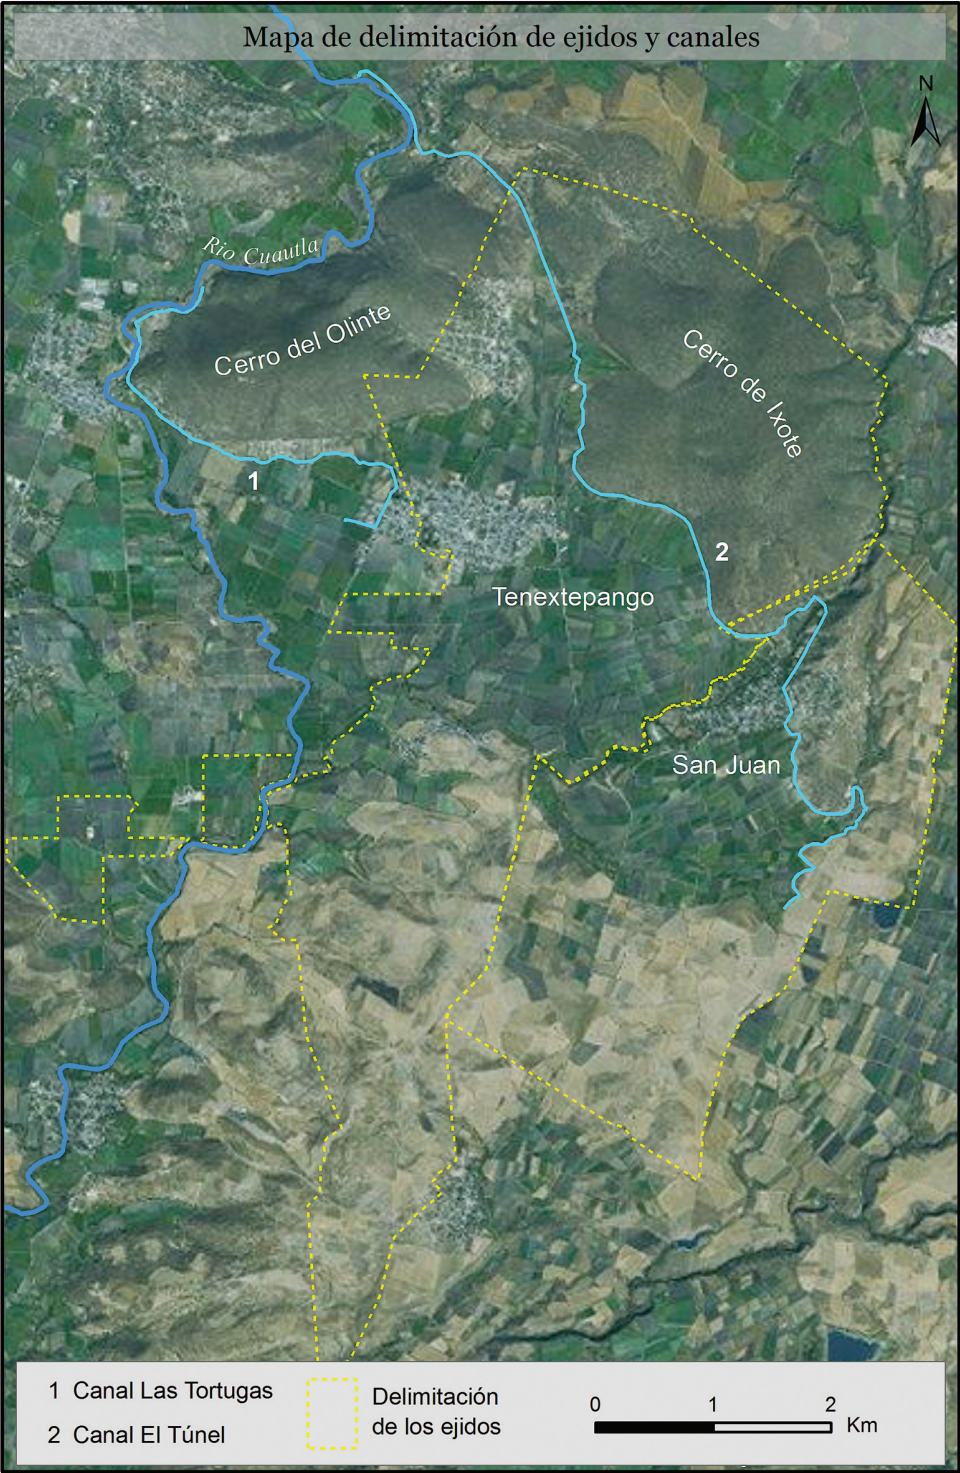 Mapa de delimitación de ejidos y canales
N
Rio Cuautla
Cerro del Olinte
Cerro de Ixote
1
2
Tenextepango
San Juan
1 Canal Las Tortugas
2 Canal El Túnel
Delimitación
de los ejidos
0 1 2
Km